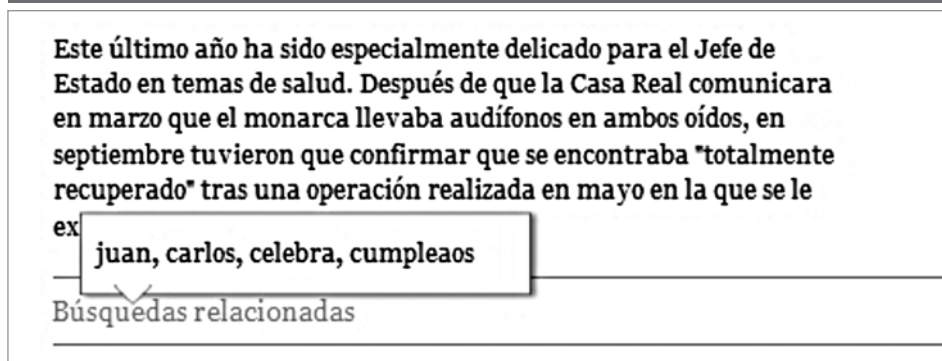 Este último año ha sido especialmente delicado para el Jefe de
Estado en temas de salud. Después de que la Casa Real comunicara
en marzo que el monarca llevaba audífonos en ambos oídos, en
septiembre tuvieron que confirmar que se encontraba "totalmente
recuperado" tras una operación realizada en mayo en la que se le
ex
juan, carlos, celebra, cumpleaos
Búsquedas relacionadas